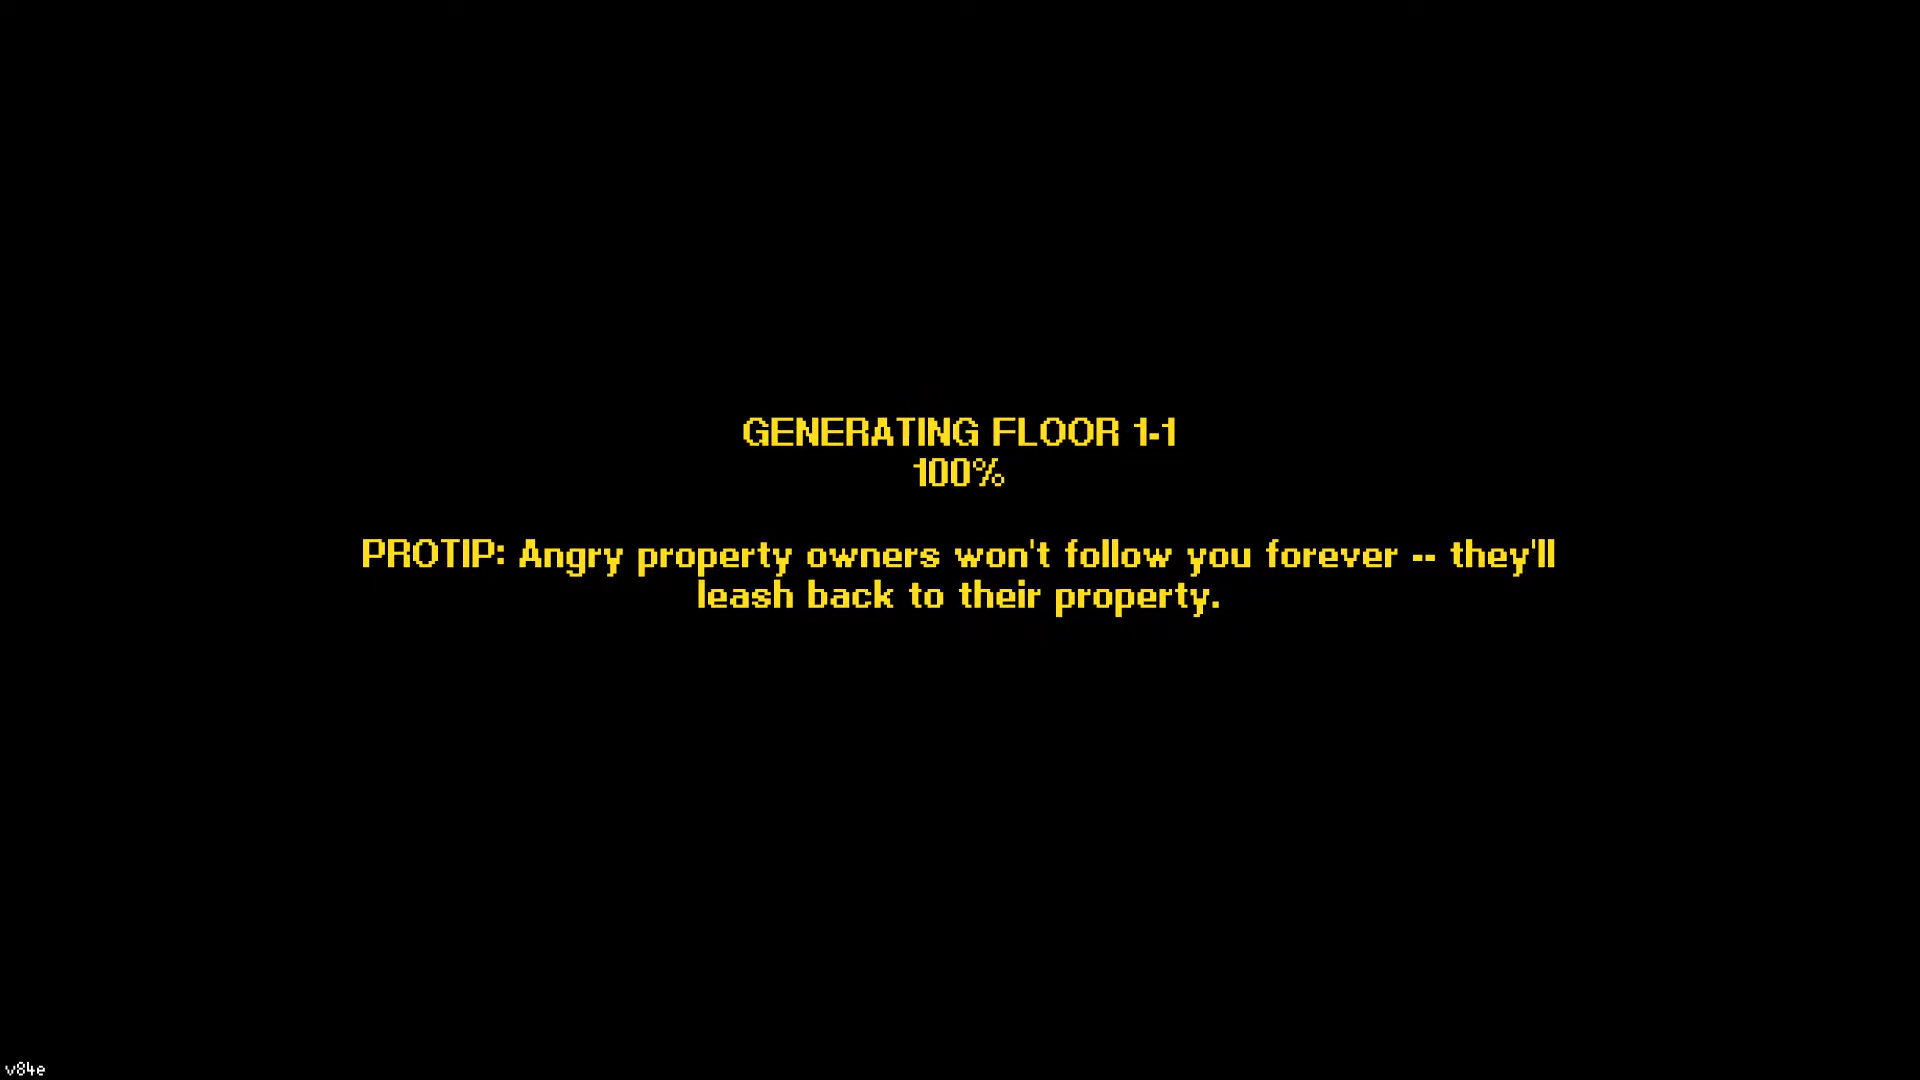 GENERATING FLOOR 1-1
100%
PROTIP: Angry property owners won't follow you forever -- they'll
leash back to their property.
v84e